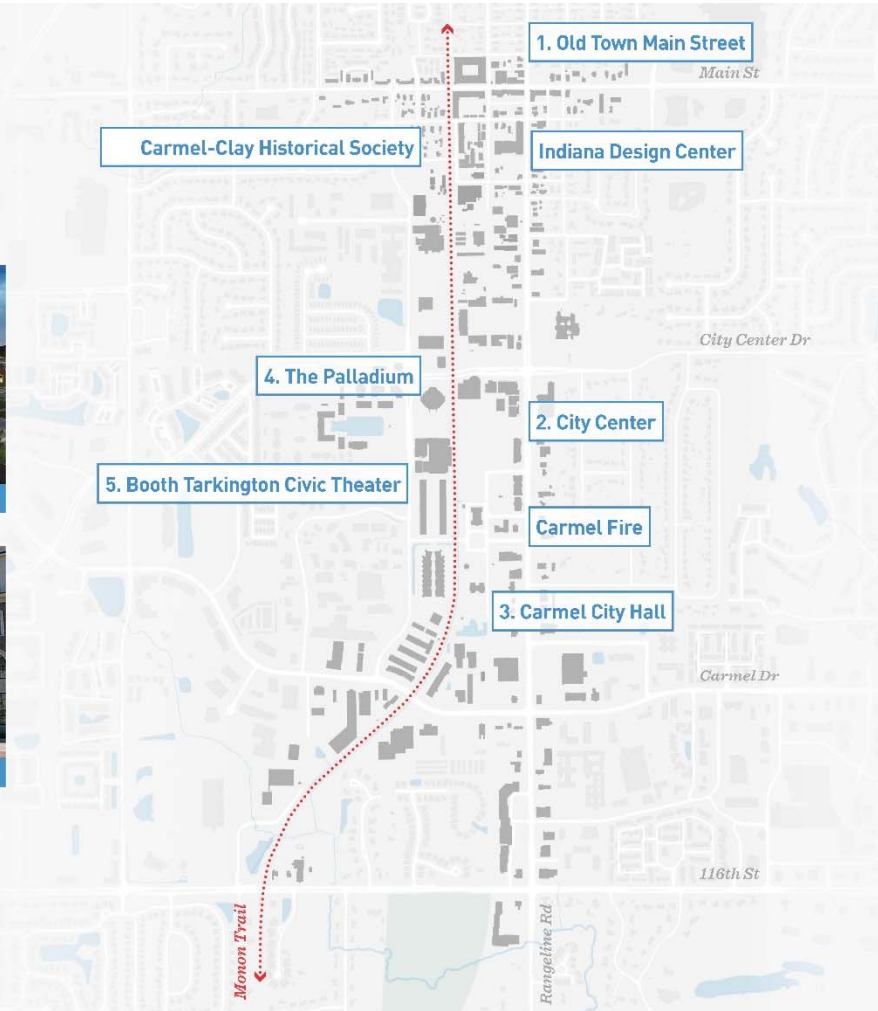 1. Old Town Main Street
Main St
Carmel-Clay Historical Society
Indiana Design Center
City Center Dr
4. The Palladium
2. City Center
5. Booth Tarkington Civic Theater
Carmel Fire
3. Carmel City Hall
Carmel Dr
116th St
Monon Trail
Rangeline Rd